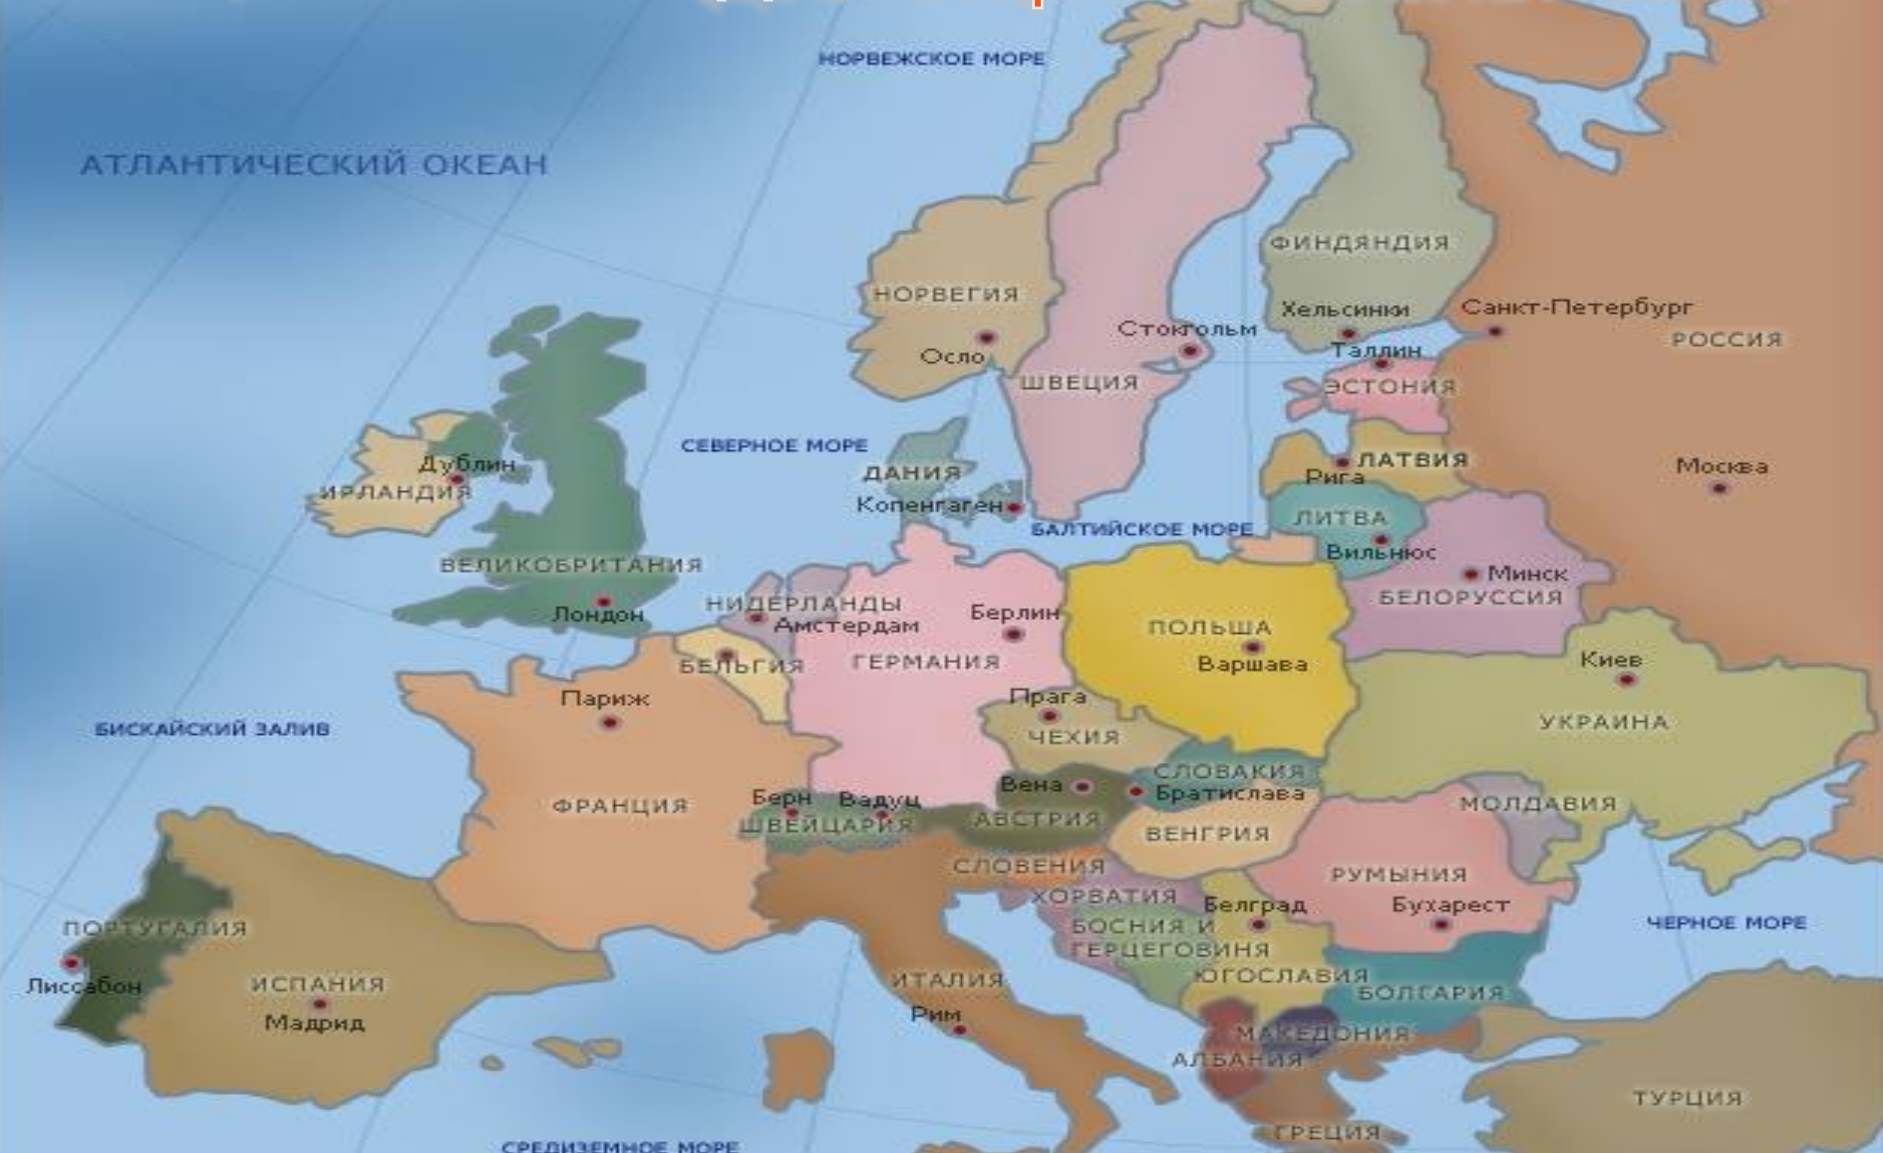 НОРВЕЖСКОЕ МОРЕ
АТЛАНТИЧЕСКИЙ ОКЕАН
ФИНДЯНДИЯ
НОРВЕГИЯ
Хельсинки
Санкт-Петербург
Стокгольм
РОССИЯ
Осло
Таллин
ШВЕЦИЯ
ЭСТОНИЯ
СЕВЕРНОЕ МОРЕ
Дублин
ДАНИЯ
ЛАТВИЯ
Москва
Рига
ИРЛАНДИЯ
Копенгаген
ЛИТВА
БАЛТИЙСКОЕ МОРЕ
Вильнюс
ВЕЛИКОБРИТАНИЯ
Минск
БЕЛОРУССИЯ
НИДЕРЛАНДЫ
Лондон
Берлин
Амстердам
ПОЛЬША
БЕЛЬГИЯ
ГЕРМАНИЯ
Варшава
Киев
Париж
Прага
УКРАИНА
БИСКАЙСКИЙ ЗАЛИВ
ЧЕХИЯ
СЛОВАКИЯ
Вена
Братислава
ФРАНЦИЯ
Берн
Вадуц
МОЛДАВИЯ
ШВЕЙЦАРИЯ
АВСТРИЯ
ВЕНГРИЯ
СЛОВЕНИЯ
РУМЫНИЯ
ХОРВАТИЯ
Белград
Бухарест
ПОРТУГАЛИЯ
БОСНИЯ И
ГЕРЦЕГОВИНЯ
ЧЕРНОЕ МОРЕ
ЮГОСЛАВИЯ
Лиссабон
ИСПАНИЯ
ИТАЛИЯ
БОЛГАРИЯ
Мадрид
Рим
МАКЕДОНИЯ
АЛБАНИЯ
ТУРЦИЯ
ГРЕЦИЯ
СРЕДИЗЕМНОЕ МОРЕ